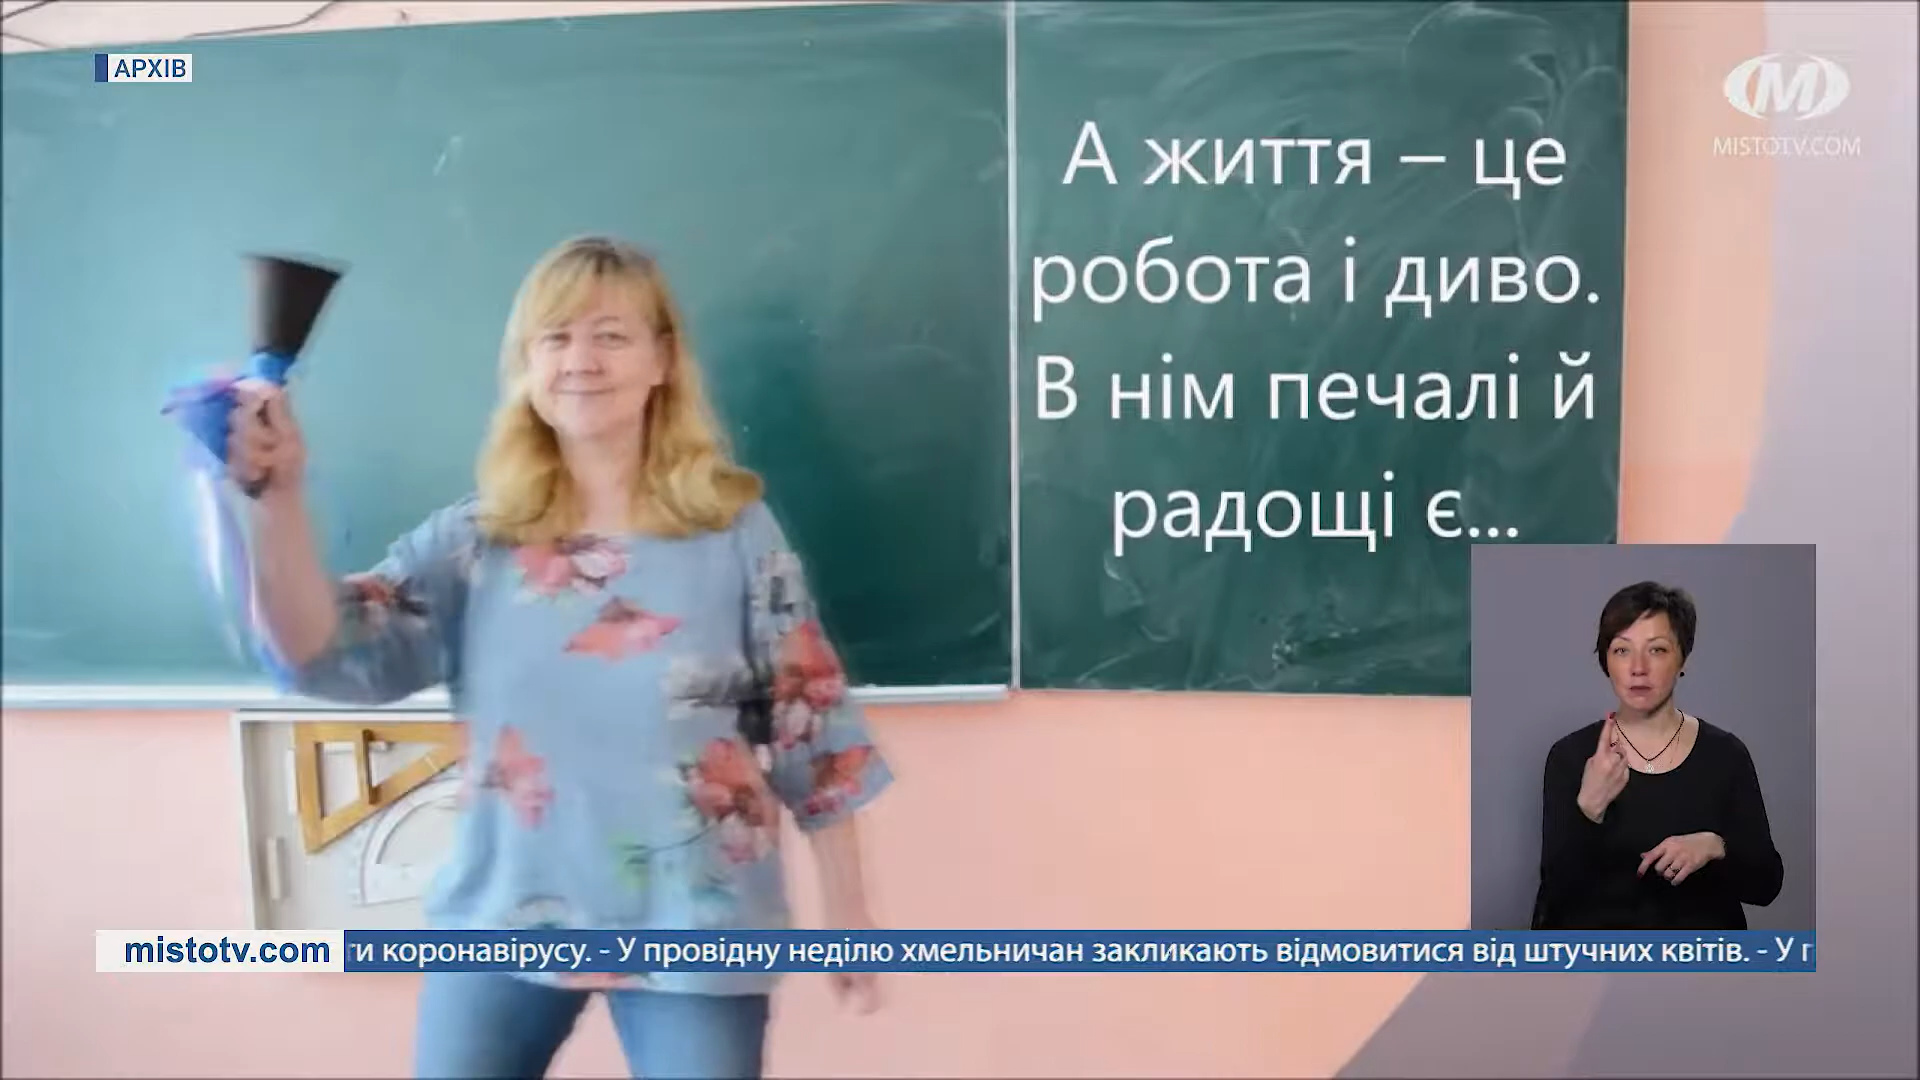 АРХІВ
MISTOTV.COM
А життя – це
робота і диво.
В нім печалі й
радощі є...
mistotv.com
ти коронавірусу. - У провідну неділю хмельничан закликають відмовитися від штучних квітів. - У